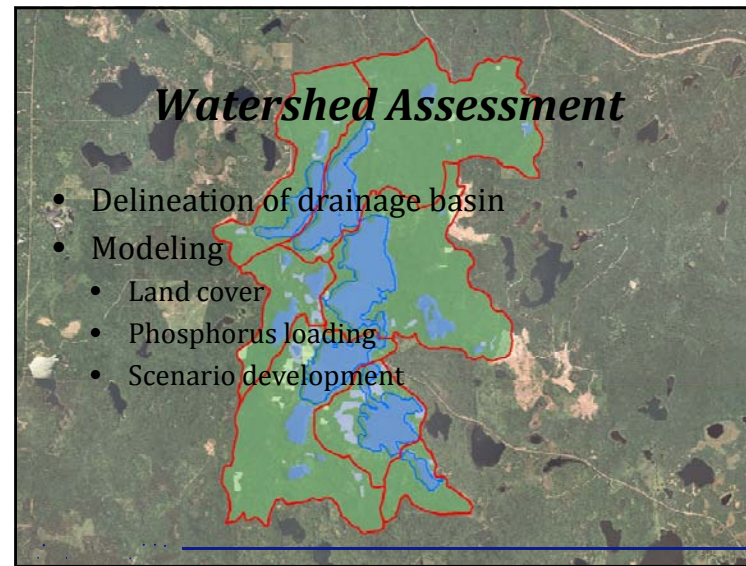 Watershed Assessment
• Delineation of drainage basin
• Modeling
• Land cover
• Phosphorus loading
• Scenario development